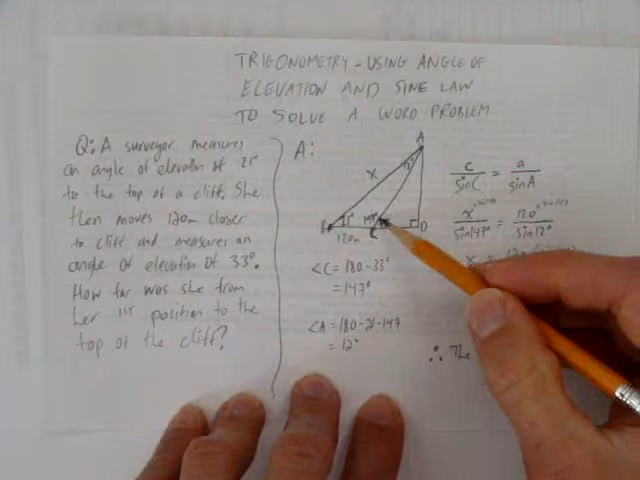 TRIGONOMETRY - USING ANGLE OF
ELEVATION AND SINE LAW
TO SOLVE A WORD PROBLEM
Q: A surveyor measures
an angle of elevation of 21°
to the top of a cliff. She
then moves 120m closer
to cliff and measures an
angle of elevation of 33°.
How far was she from
her 1ST position to the
top of the cliff?
A:
A
12°
x
B
21°
147°
C
D
120m
<C = 180-33°
= 147°
<A = 180-21-147
= 12°
c/sinC = a/sinA
x/sin147° = 120/sin12°
x =
∴ The